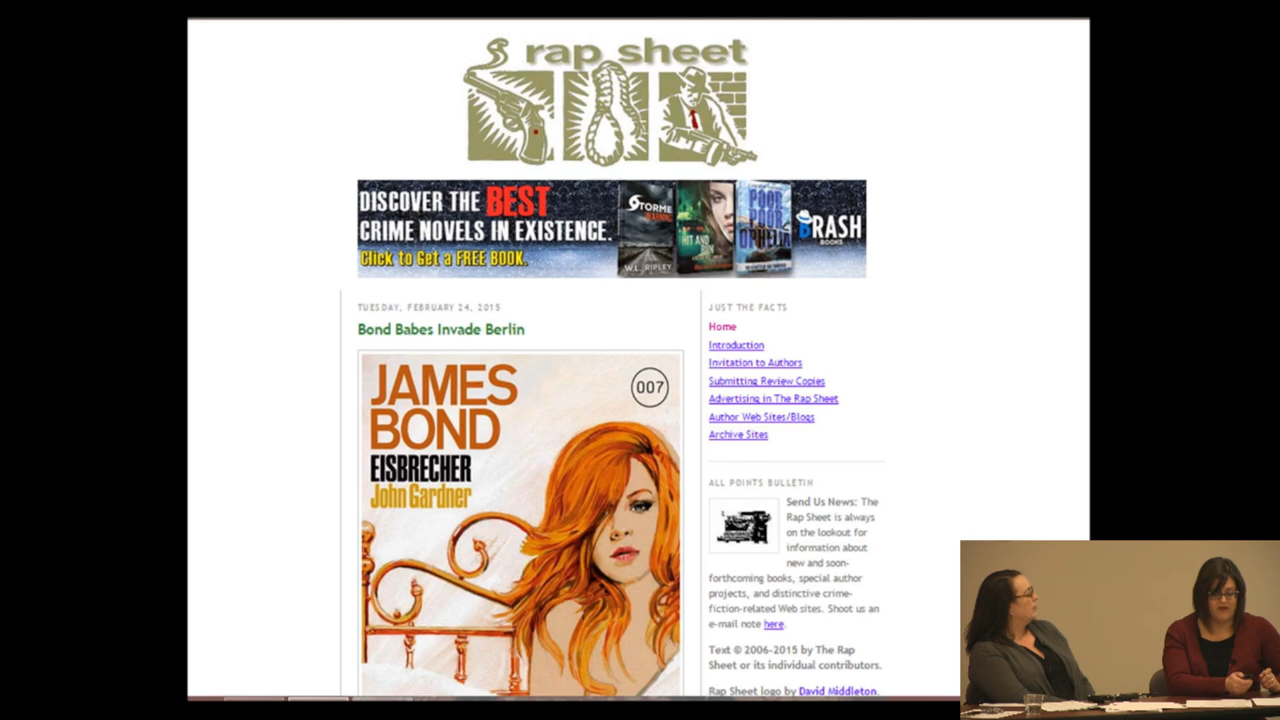 rap sheet
DISCOVER THE BEST
CRIME NOVELS IN EXISTENCE.
Click to Get a FREE BOOK.
STORME
WARNING
W.L. RIPLEY
HIT AND
RUN
POOR
POOR
OPHELIA
BRASH
BOOKS
TUESDAY, FEBRUARY 24, 2015
Bond Babes Invade Berlin
JAMES
BOND
007
EISBRECHER
John Gardner
JUST THE FACTS
Home
Introduction
Invitation to Authors
Submitting Review Copies
Advertising in The Rap Sheet
Author Web Sites/Blogs
Archive Sites
ALL POINTS BULLETIN
Send Us News: The
Rap Sheet is always
on the lookout for
information about
new and soon-
forthcoming books, special author
projects, and distinctive crime-
fiction-related Web sites. Shoot us an
e-mail note here.
Text © 2006-2015 by The Rap
Sheet or its individual contributors.
Rap Sheet logo by David Middleton.